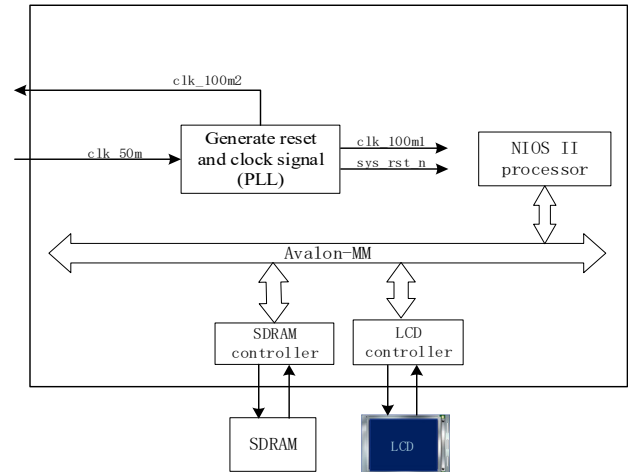 clk_100m2
clk_50m
Generate reset
and clock signal
(PLL)
clk_100m1
sys_rst_n
NIOS II
processor
Avalon-MM
SDRAM
controller
LCD
controller
SDRAM
LCD